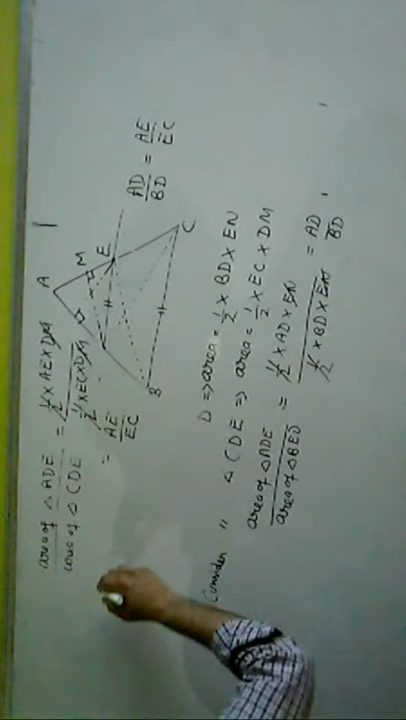 area of △ ADE / area of △ CDE = ½ × AE × DM / ½ × EC × DM
= AE / EC
A
M
E
B
C
AD / BD = AE / EC
D ⇒ area = ½ × BD × EN
Consider " △ CDE ⇒ area = ½ × EC × DM
area of △ ADE / area of △ BED = ½ × AD × EN / ½ × BD × EN = AD / BD